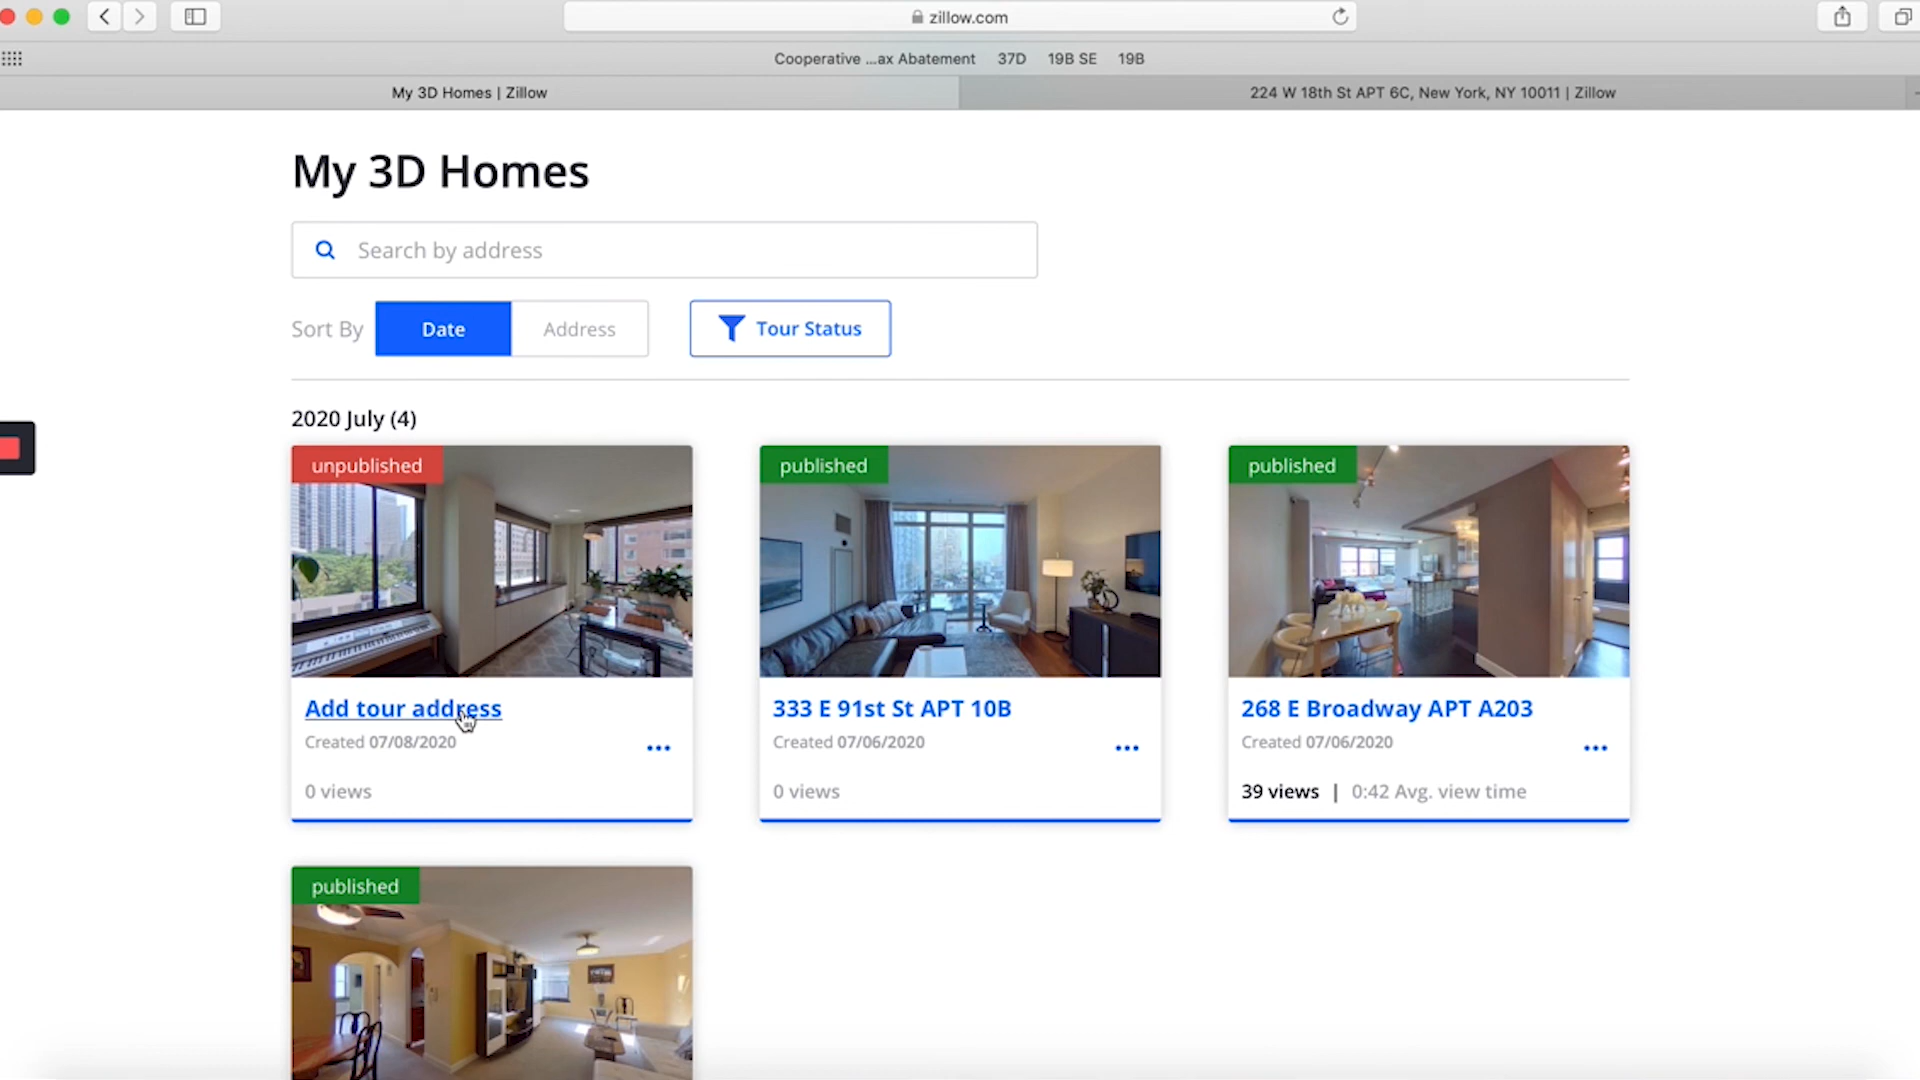 zillow.com
Cooperative ...ax Abatement 37D 19B SE 19B
My 3D Homes | Zillow
224 W 18th St APT 6C, New York, NY 10011 | Zillow
My 3D Homes
Search by address
Sort By Date Address Tour Status
2020 July (4)
unpublished
Add tour address
Created 07/08/2020
0 views
published
333 E 91st St APT 10B
Created 07/06/2020
0 views
published
268 E Broadway APT A203
Created 07/06/2020
39 views | 0:42 Avg. view time
published